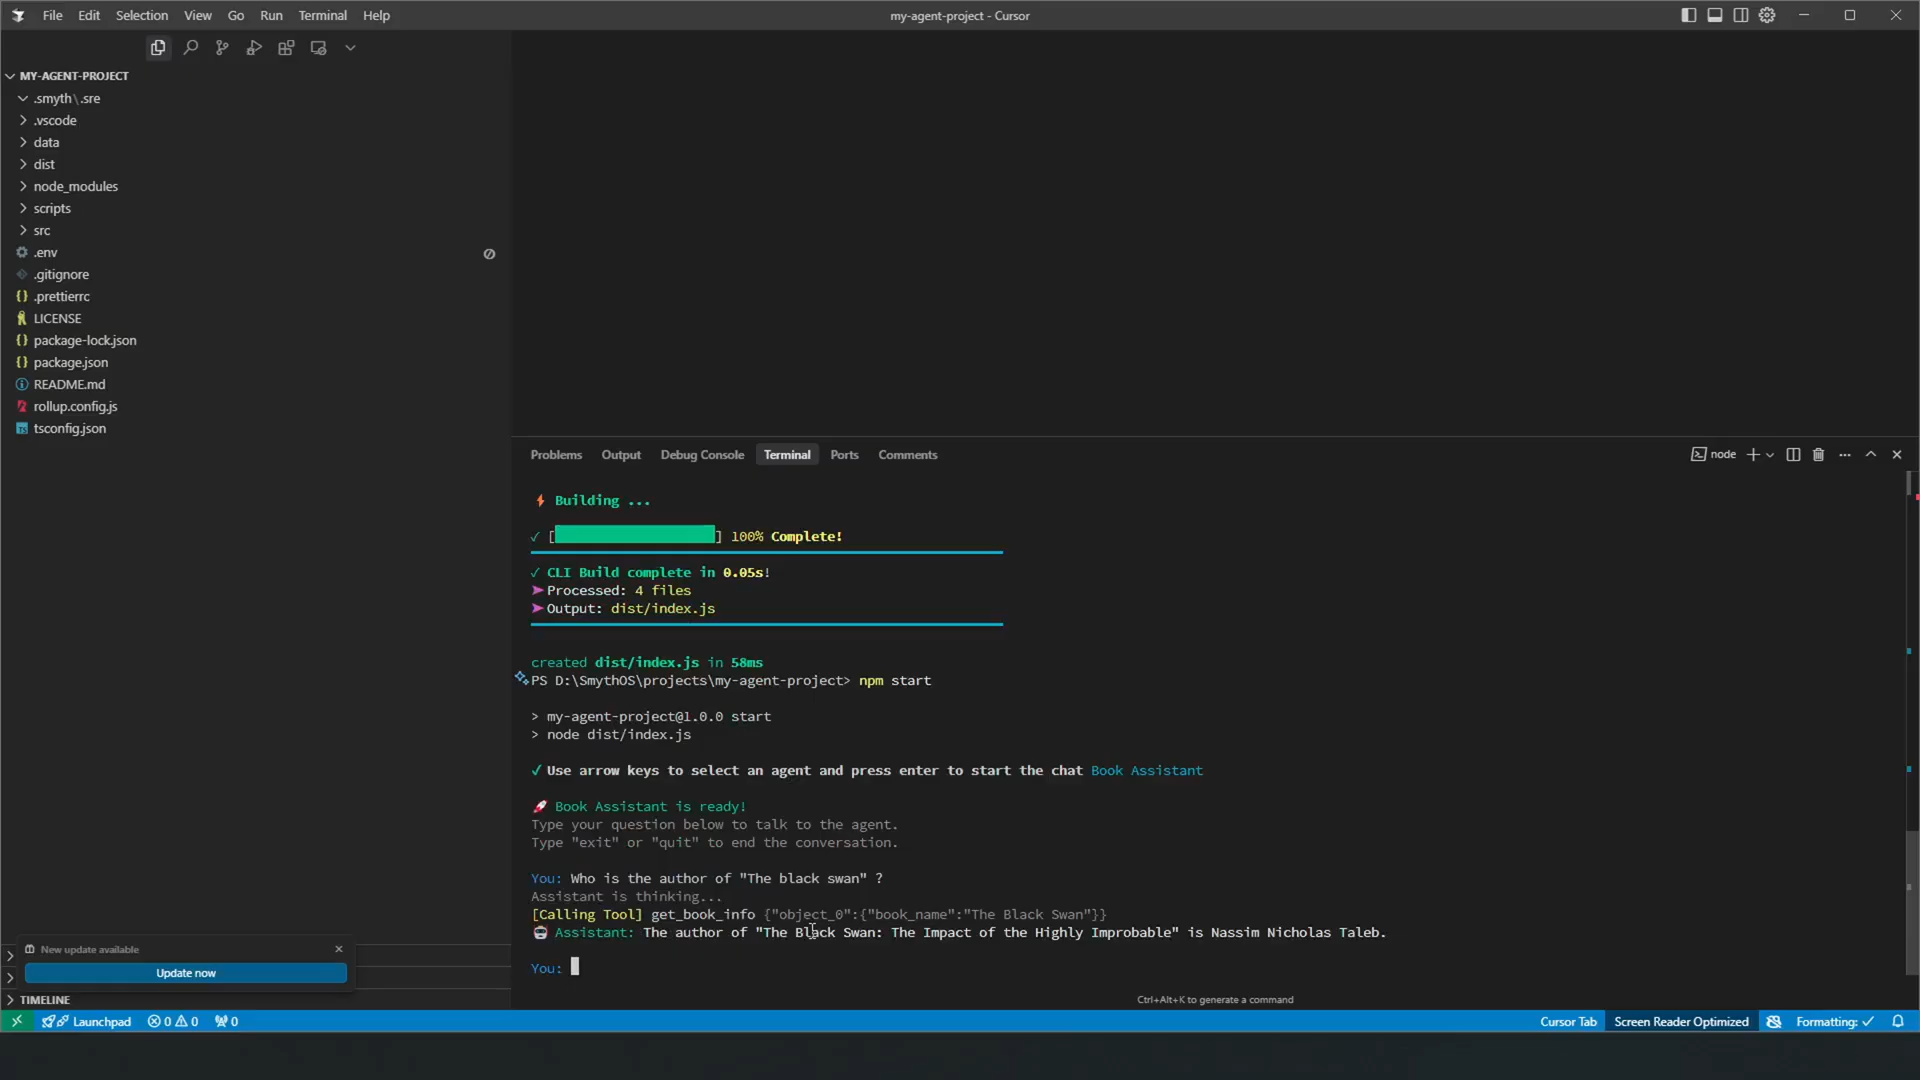 File Edit Selection View Go Run Terminal Help
my-agent-project - Cursor
MY-AGENT-PROJECT
.smyth\.sre
.vscode
data
dist
node_modules
scripts
src
.env
.gitignore
.prettierrc
LICENSE
package-lock.json
package.json
README.md
rollup.config.js
tsconfig.json
New update available
Update now
TIMELINE
Problems Output Debug Console Terminal Ports Comments
node
Building ...
✓ [ ] 100% Complete!
✓ CLI Build complete in 0.05s!
➤ Processed: 4 files
➤ Output: dist/index.js
created dist/index.js in 58ms
PS D:\SmythOS\projects\my-agent-project> npm start
> my-agent-project@1.0.0 start
> node dist/index.js
✓ Use arrow keys to select an agent and press enter to start the chat Book Assistant
🚀 Book Assistant is ready!
Type your question below to talk to the agent.
Type "exit" or "quit" to end the conversation.
You: Who is the author of "The black swan" ?
Assistant is thinking...
[Calling Tool] get_book_info {"object_0":{"book_name":"The Black Swan"}}
Assistant: The author of "The Black Swan: The Impact of the Highly Improbable" is Nassim Nicholas Taleb.
You:
Ctrl+Alt+K to generate a command
Launchpad 0 0 0
Cursor Tab Screen Reader Optimized Formatting: ✓